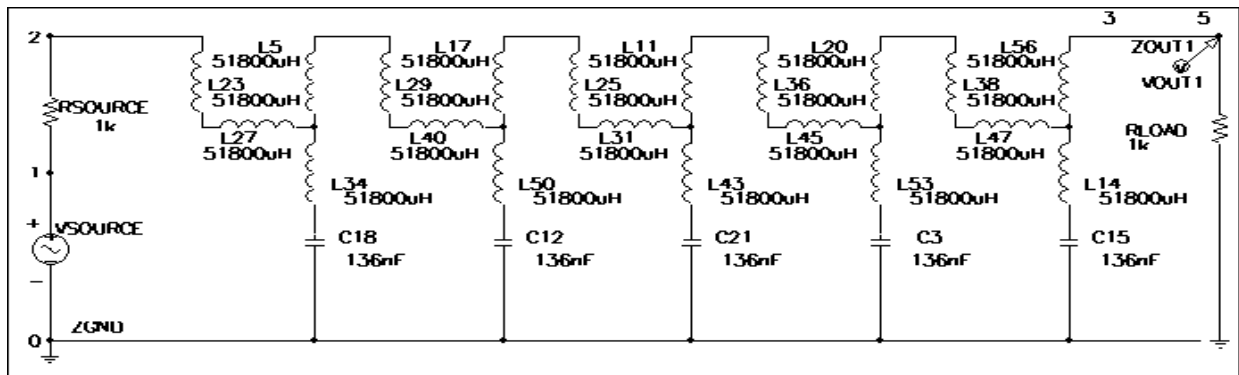 3 5
2 L5 L17 L11 L20 L56 ZOUT1
51800uH 51800uH 51800uH 51800uH 51800uH
L23 L29 L25 L36 L38 VOUT1
51800uH 51800uH 51800uH 51800uH 51800uH
RSOURCE
1k
RLOAD
1k
L27 L40 L31 L45 L47
51800uH 51800uH 51800uH 51800uH 51800uH
1
L34 L50 L43 L53 L14
51800uH 51800uH 51800uH 51800uH 51800uH
+ VSOURCE
C18 C12 C21 C3 C15
136nF 136nF 136nF 136nF 136nF
−
0 ZGND